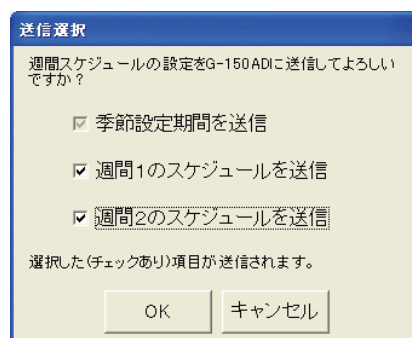 送信選択
週間スケジュールの設定をG-150ADに送信してよろしい
ですか？
季節設定期間を送信
週間1のスケジュールを送信
週間2のスケジュールを送信
選択した(チェックあり)項目が送信されます。
OK
キャンセル